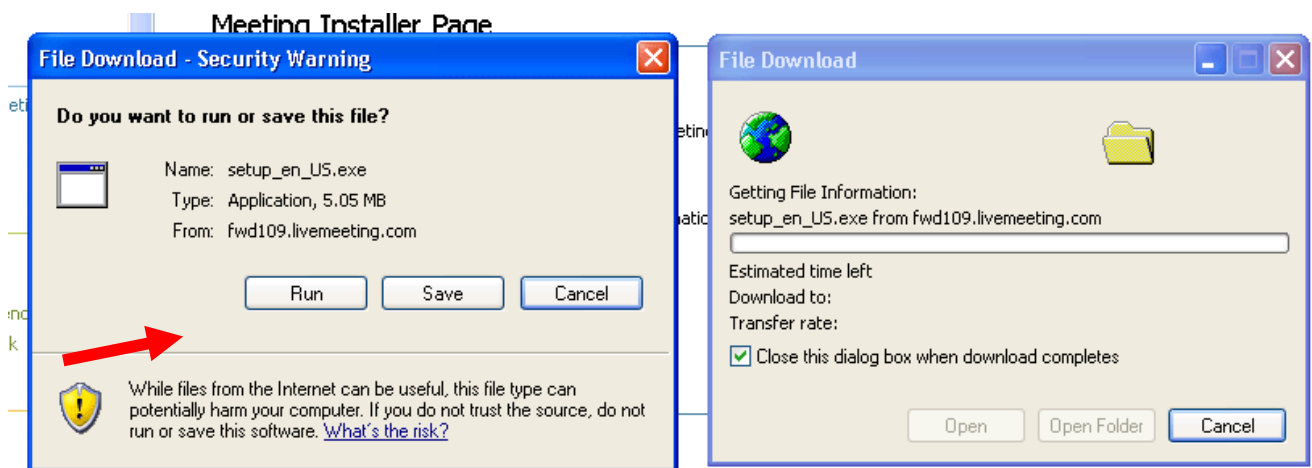 Meeting Installer Page
File Download - Security Warning
Do you want to run or save this file?
Name: setup_en_US.exe
Type: Application, 5.05 MB
From: fwd109.livemeeting.com
Run Save Cancel
While files from the Internet can be useful, this file type can
potentially harm your computer. If you do not trust the source, do not
run or save this software. What's the risk?
File Download
Getting File Information:
setup_en_US.exe from fwd109.livemeeting.com
Estimated time left
Download to:
Transfer rate:
Close this dialog box when download completes
Open Open Folder Cancel